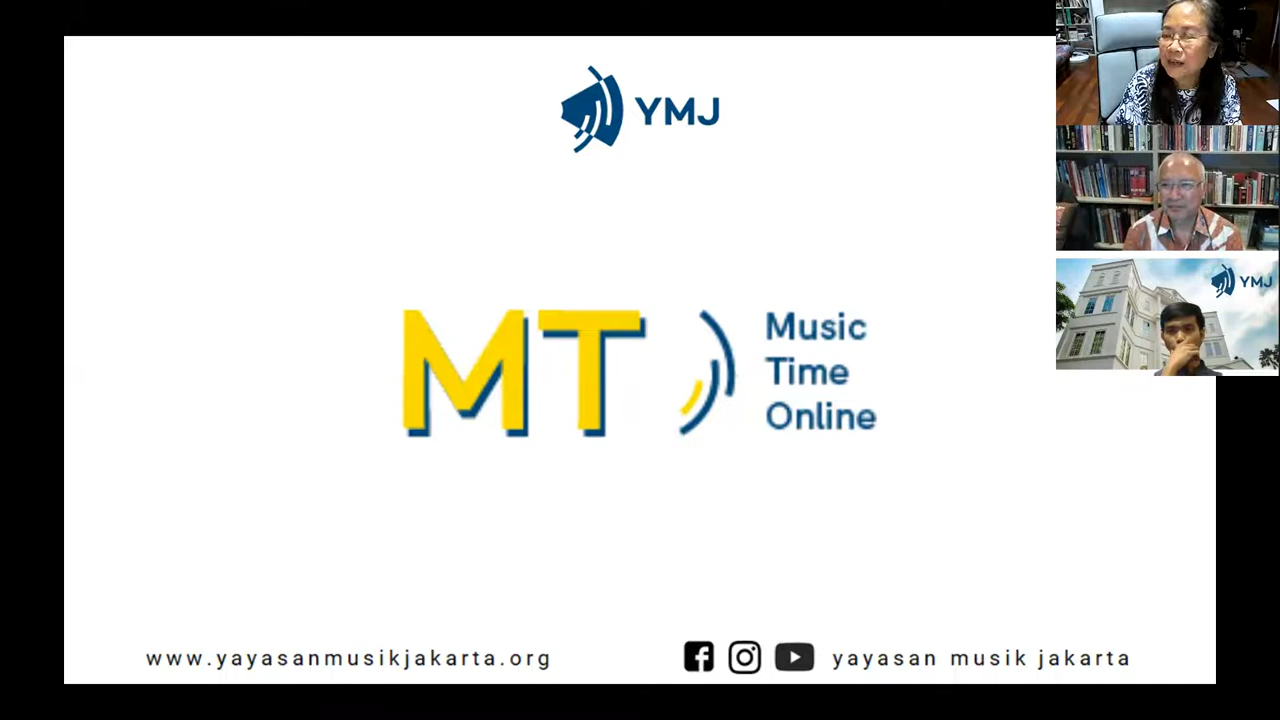 YMJ
MT
Music
Time
Online
www.yayasanmusikjakarta.org
yayasan musik jakarta
YMJ